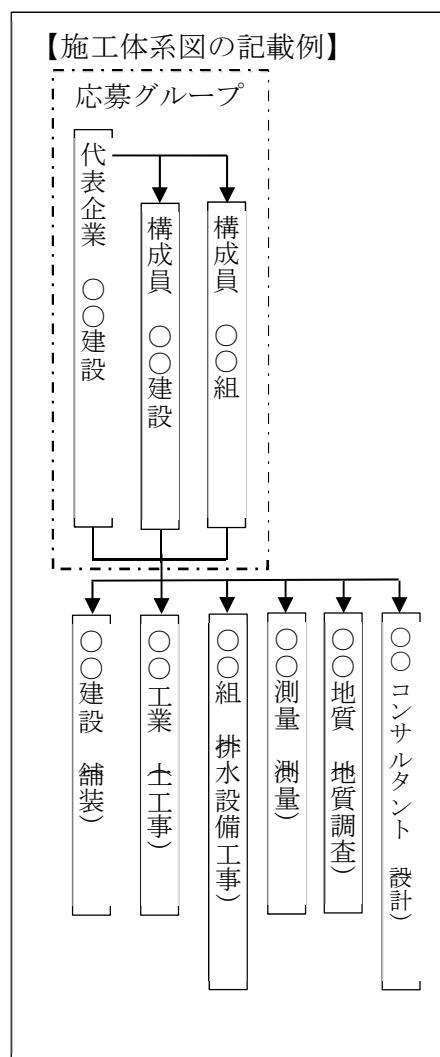 【施工体系図の記載例】
応募グループ
代表企業　○○建設
構成員　○○建設
構成員　○○組
○○建設（舗装）
○○工業（土工事）
○○組（排水設備工事）
○○測量（測量）
○○地質（地質調査）
○○コンサルタント（設計）